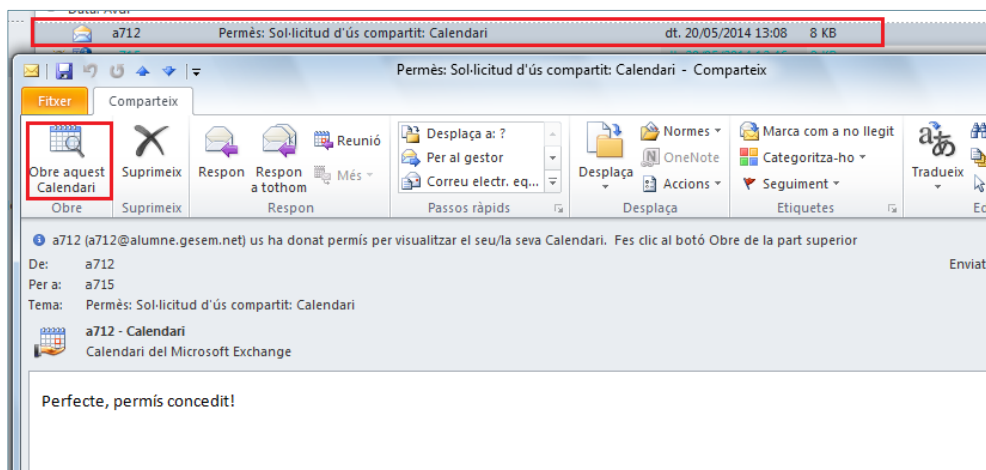 Data: Avui
a712 Permès: Sol·licitud d'ús compartit: Calendari dt. 20/05/2014 13:08 8 KB
Permès: Sol·licitud d'ús compartit: Calendari - Comparteix
Fitxer Comparteix
Obre aquest Calendari
Suprimeix
Respon
Respon a tothom
Reunió
Més
Desplaça a: ?
Per al gestor
Correu electr. eq...
Desplaça
Normes
OneNote
Accions
Marca com a no llegit
Categoritza-ho
Seguiment
Tradueix
Obre Suprimeix Respon Passos ràpids Desplaça Etiquetes Ec
a712 (a712@alumne.gesem.net) us ha donat permís per visualitzar el seu/la seva Calendari. Fes clic al botó Obre de la part superior
De: a712 Enviat
Per a: a715
Tema: Permès: Sol·licitud d'ús compartit: Calendari
a712 - Calendari
Calendari del Microsoft Exchange
Perfecte, permís concedit!